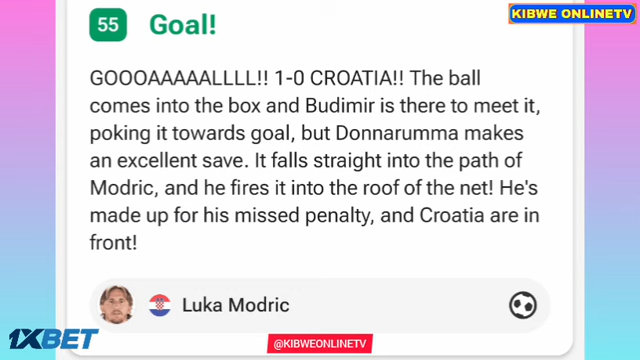 KIBWE ONLINETV
55 Goal!
GOOOAAAAALLLL!! 1-0 CROATIA!! The ball
comes into the box and Budimir is there to meet it,
poking it towards goal, but Donnarumma makes
an excellent save. It falls straight into the path of
Modric, and he fires it into the roof of the net! He's
made up for his missed penalty, and Croatia are in
front!
Luka Modric
1XBET
@KIBWEONLINETV